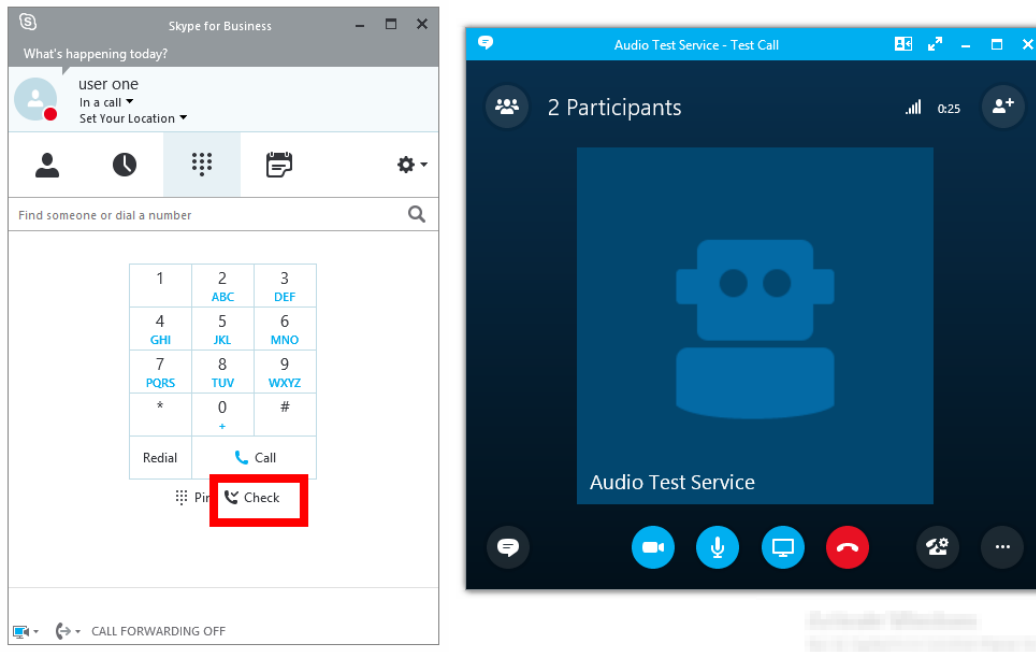 Skype for Business
What's happening today?
user one
In a call
Set Your Location
Find someone or dial a number
1 2 3
ABC DEF
4 5 6
GHI JKL MNO
7 8 9
PQRS TUV WXYZ
* 0 #
+
Redial Call
Check
CALL FORWARDING OFF
Audio Test Service - Test Call
2 Participants 0:25
Audio Test Service